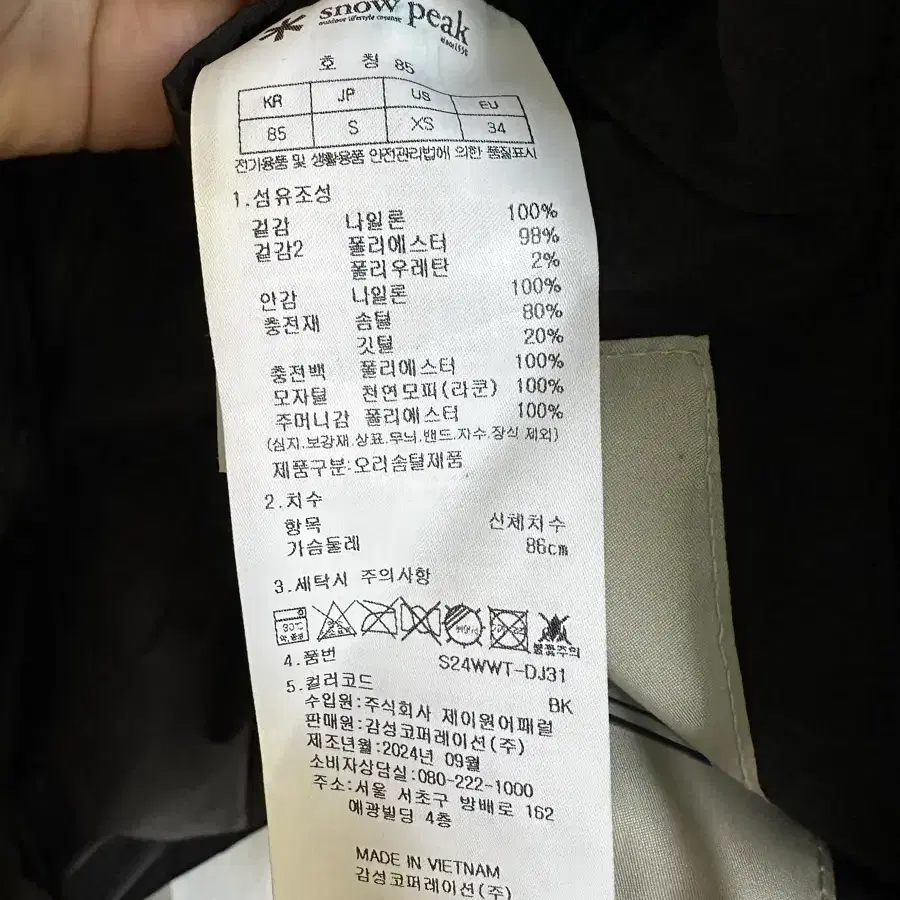 snow peak
호 칭 85
KR JP US EU
85 S XS 34
전기용품 및 생활용품 안전관리법에 의한 품질표시
1.섬유조성
겉감 나일론 100%
겉감2 폴리에스터 98%
폴리우레탄 2%
안감 나일론 100%
충전재 솜털 80%
깃털 20%
충전백 폴리에스터 100%
모자털 천연모피(라쿤) 100%
주머니감 폴리에스터 100%
(심지,보강재,상표,무늬,밴드,자수,장식 제외)
제품구분:오리솜털제품
2.치수
항목 신체치수
가슴둘레 86cm
3.세탁시 주의사항
30℃
불꽃주의
4.품번 S24WWT-DJ31
5.컬러코드 BK
수입원:주식회사 제이원어패럴
판매원:감성코퍼레이션(주)
제조년월:2024년 09월
소비자상담실:080-222-1000
주소:서울 서초구 방배로 162
예광빌딩 4층
MADE IN VIETNAM
감성코퍼레이션(주)